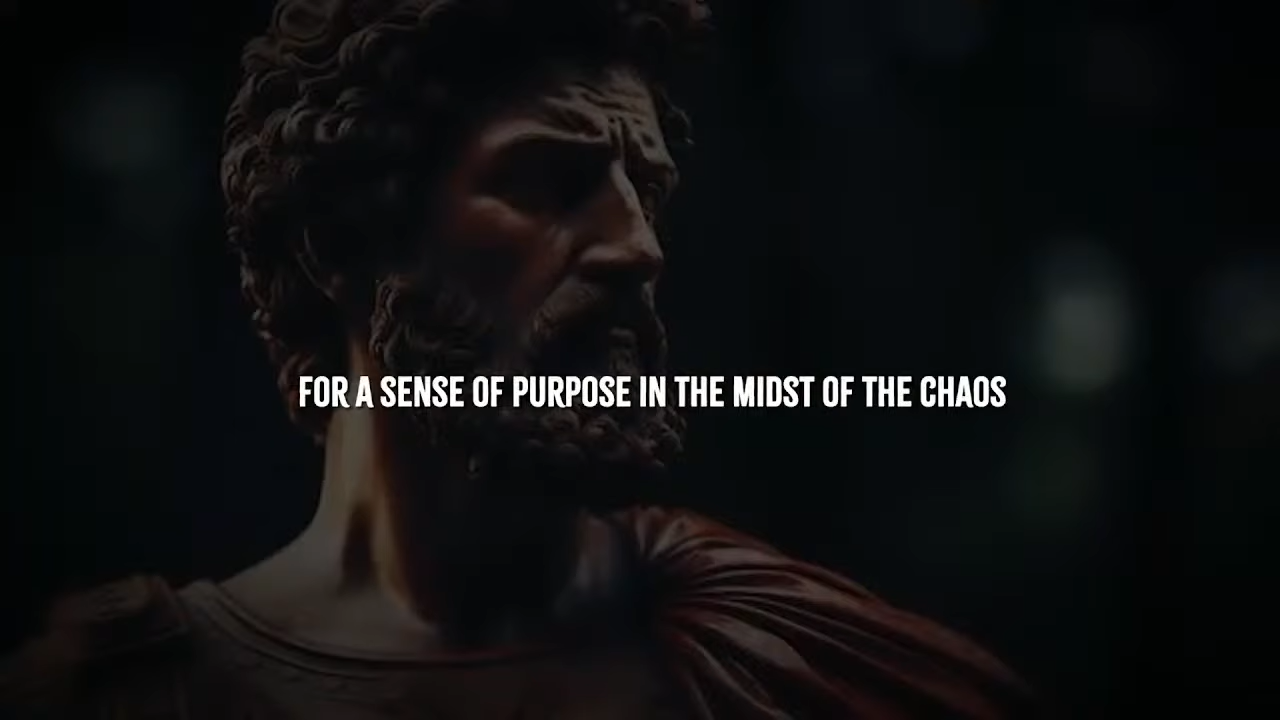 FOR A SENSE OF PURPOSE IN THE MIDST OF THE CHAOS